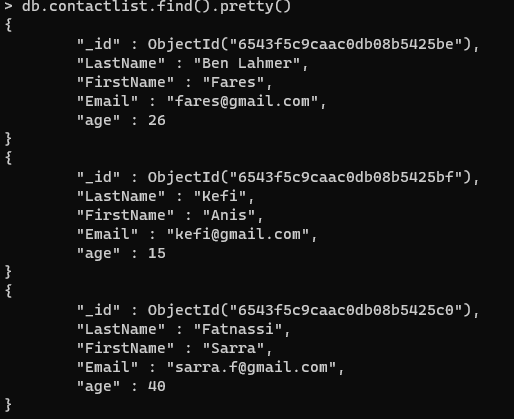 > db.contactlist.find().pretty()
{
"_id" : ObjectId("6543f5c9caac0db08b5425be"),
"LastName" : "Ben Lahmer",
"FirstName" : "Fares",
"Email" : "fares@gmail.com",
"age" : 26
}
{
"_id" : ObjectId("6543f5c9caac0db08b5425bf"),
"LastName" : "Kefi",
"FirstName" : "Anis",
"Email" : "kefi@gmail.com",
"age" : 15
}
{
"_id" : ObjectId("6543f5c9caac0db08b5425c0"),
"LastName" : "Fatnassi",
"FirstName" : "Sarra",
"Email" : "sarra.f@gmail.com",
"age" : 40
}